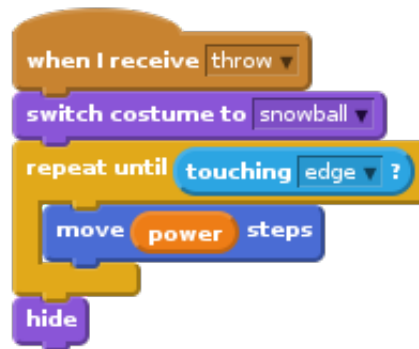 when I receive throw
switch costume to snowball
repeat until touching edge ?
move power steps
hide